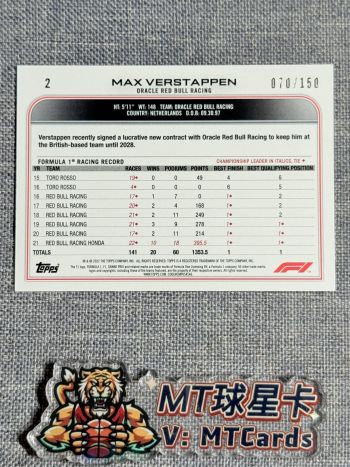 2
MAX VERSTAPPEN
070/150
ORACLE RED BULL RACING
HT: 5'11" WT: 148 TEAM: ORACLE RED BULL RACING
COUNTRY: NETHERLANDS D.O.B. 09.30.97
Verstappen recently signed a lucrative new contract with Oracle Red Bull Racing to keep him at
the British-based team until 2028.
FORMULA 1® RACING RECORD CHAMPIONSHIP LEADER IN ITALICS, TIE ♦
YR TEAM RACES WINS PODIUMS POINTS BEST FINISH BEST QUALIFYING POSITION
15 TORO ROSSO 19♦ 0 0 49 4 6
16 TORO ROSSO 4♦ 0 0 6 5
16 RED BULL RACING 17♦ 1 7 1♦
17 RED BULL RACING 20♦ 2 4 168 1♦
18 RED BULL RACING 21♦ 2 11 249 1♦ 2
19 RED BULL RACING 21♦ 3 9 278 1♦ 1♦
20 RED BULL RACING 17♦ 2 11 214 1♦
21 RED BULL RACING HONDA 22♦ 10 18 395.5 1♦
TOTALS 141 20 60 1353.5 1 1
Topps
F1
MT球星卡
V: MTCards